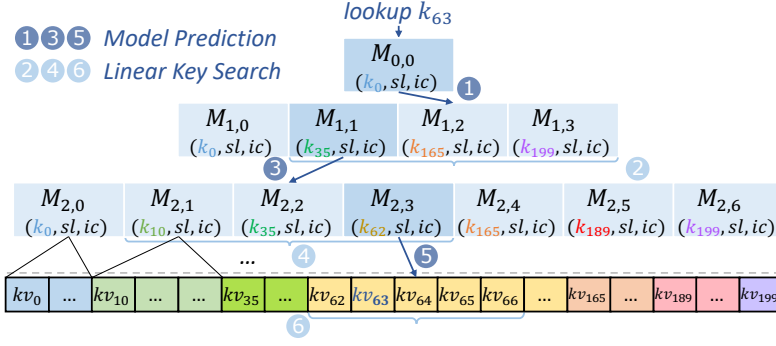 lookup k₆₃
1 3 5 Model Prediction
2 4 6 Linear Key Search
M₀,₀
(k₀, sl, ic)
1
M₁,₀ M₁,₁ M₁,₂ M₁,₃
(k₀, sl, ic) (k₃₅, sl, ic) (k₁₆₅, sl, ic) (k₁₉₉, sl, ic)
3 2
M₂,₀ M₂,₁ M₂,₂ M₂,₃ M₂,₄ M₂,₅ M₂,₆
(k₀, sl, ic) (k₁₀, sl, ic) (k₃₅, sl, ic) (k₆₂, sl, ic) (k₁₆₅, sl, ic) (k₁₈₉, sl, ic) (k₁₉₉, sl, ic)
... 4 5
kv₀ ... kv₁₀ ... ... kv₃₅ ... kv₆₂ kv₆₃ kv₆₄ kv₆₅ kv₆₆ ... kv₁₆₅ ... kv₁₈₉ ... kv₁₉₉
6